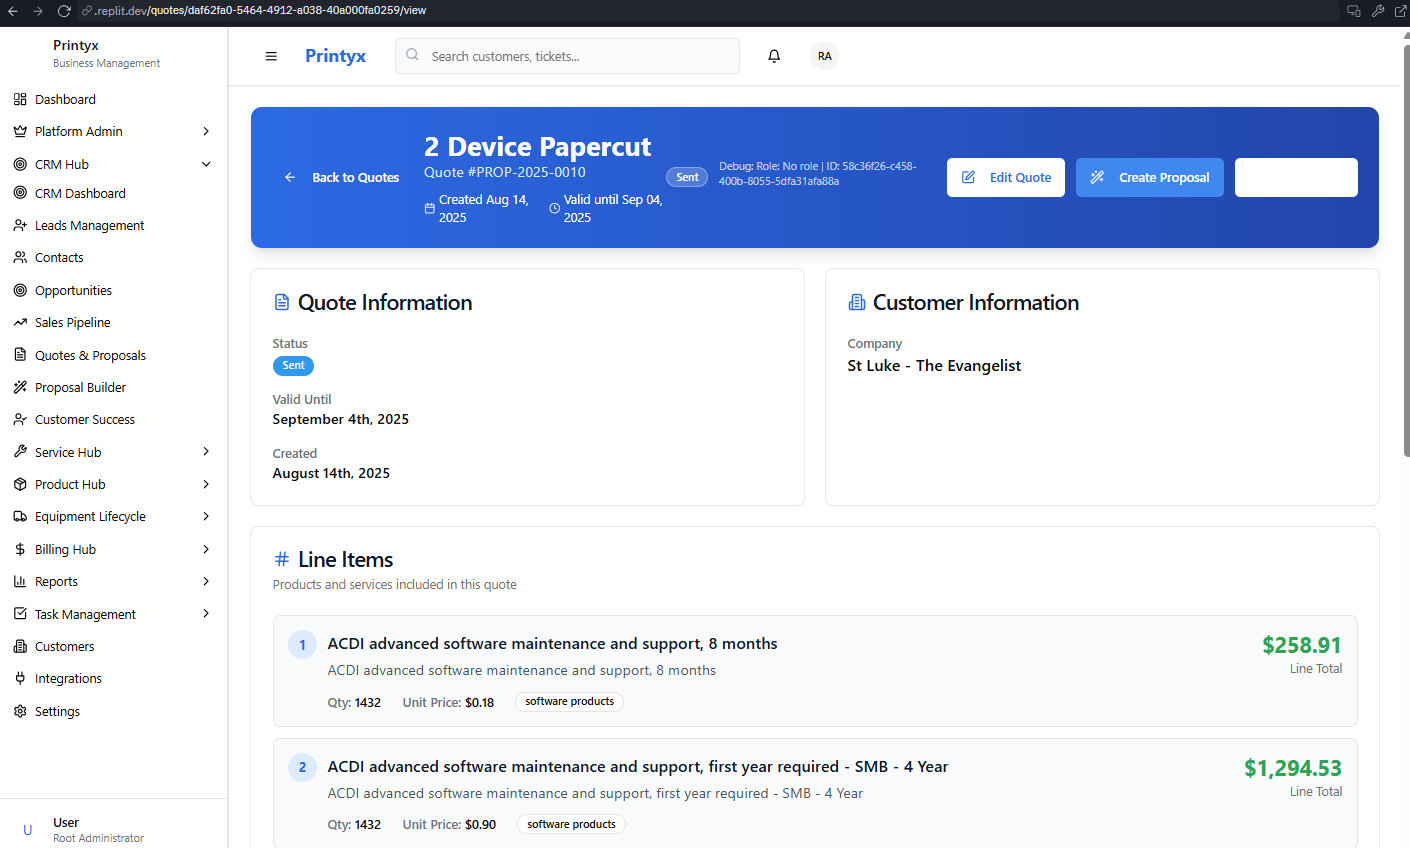 .replit.dev/quotes/daf62fa0-5464-4912-a038-40a000fa0259/view
Printyx
Business Management
Dashboard
Platform Admin
CRM Hub
CRM Dashboard
Leads Management
Contacts
Opportunities
Sales Pipeline
Quotes & Proposals
Proposal Builder
Customer Success
Service Hub
Product Hub
Equipment Lifecycle
Billing Hub
Reports
Task Management
Customers
Integrations
Settings
U
User
Root Administrator
Printyx
Search customers, tickets...
RA
Back to Quotes
2 Device Papercut
Quote #PROP-2025-0010
Created Aug 14,
2025
Valid until Sep 04,
2025
Sent
Debug: Role: No role | ID: 58c36f26-c458-
400b-8055-5dfa31afa88a
Edit Quote
Create Proposal
Quote Information
Status
Sent
Valid Until
September 4th, 2025
Created
August 14th, 2025
Customer Information
Company
St Luke - The Evangelist
Line Items
Products and services included in this quote
1
ACDI advanced software maintenance and support, 8 months
ACDI advanced software maintenance and support, 8 months
Qty: 1432 Unit Price: $0.18 software products
$258.91
Line Total
2
ACDI advanced software maintenance and support, first year required - SMB - 4 Year
ACDI advanced software maintenance and support, first year required - SMB - 4 Year
Qty: 1432 Unit Price: $0.90 software products
$1,294.53
Line Total